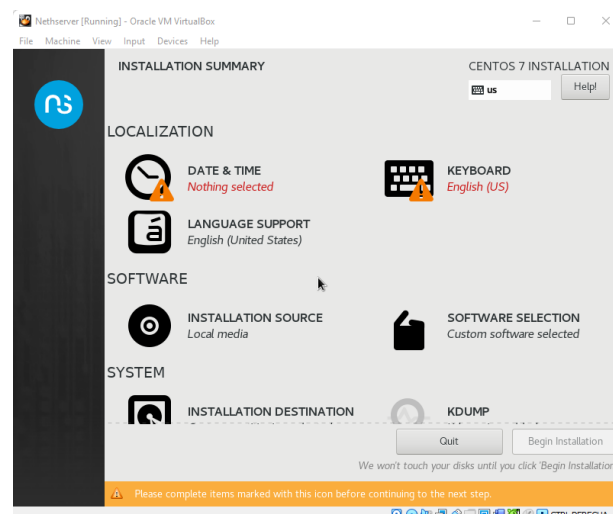 Nethserver [Running] - Oracle VM VirtualBox
File Machine View Input Devices Help
INSTALLATION SUMMARY
CENTOS 7 INSTALLATION
us
Help!
ns
LOCALIZATION
DATE & TIME
Nothing selected
KEYBOARD
English (US)
á
LANGUAGE SUPPORT
English (United States)
SOFTWARE
INSTALLATION SOURCE
Local media
SOFTWARE SELECTION
Custom software selected
SYSTEM
INSTALLATION DESTINATION
KDUMP
Quit
Begin Installation
We won't touch your disks until you click 'Begin Installation
Please complete items marked with this icon before continuing to the next step.
CTRL DERECHA